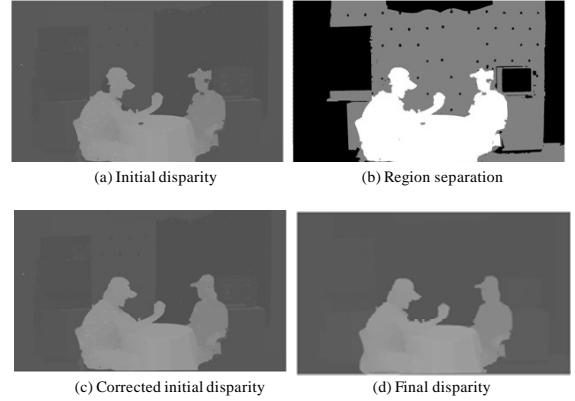 (a) Initial disparity
(b) Region separation
(c) Corrected initial disparity
(d) Final disparity